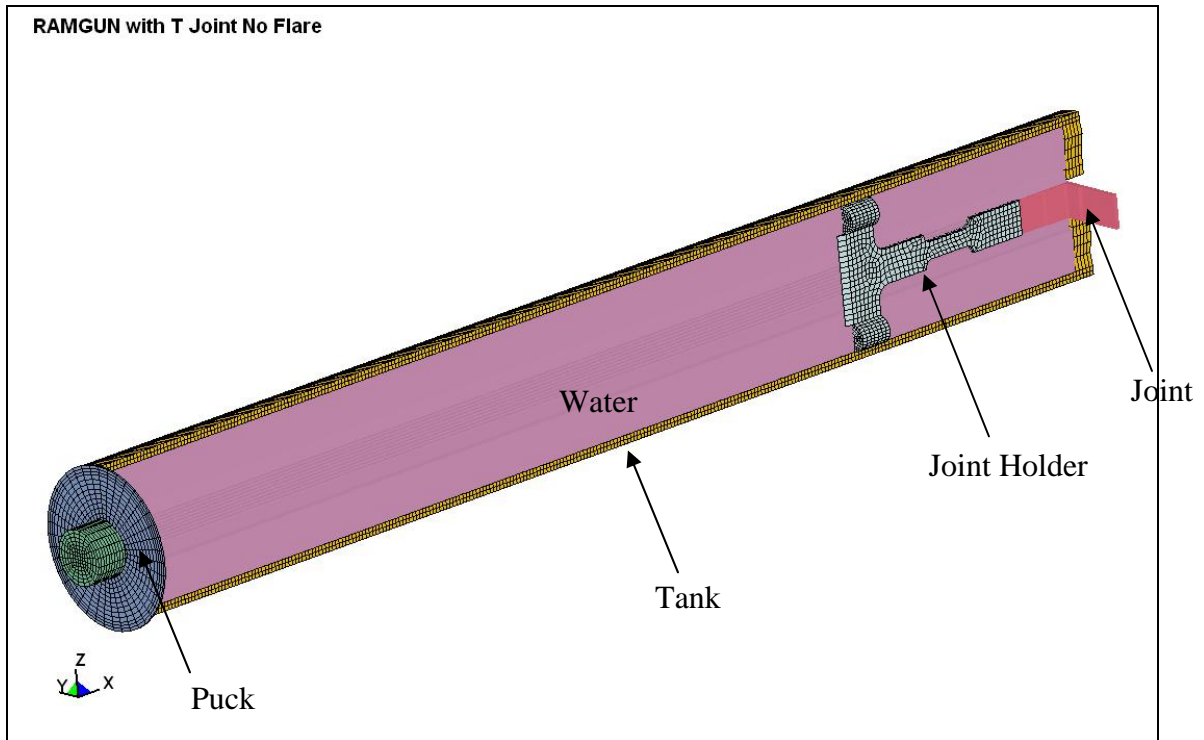 RAMGUN with T Joint No Flare
Water
Joint
Joint Holder
Tank
Z
Y X
Puck